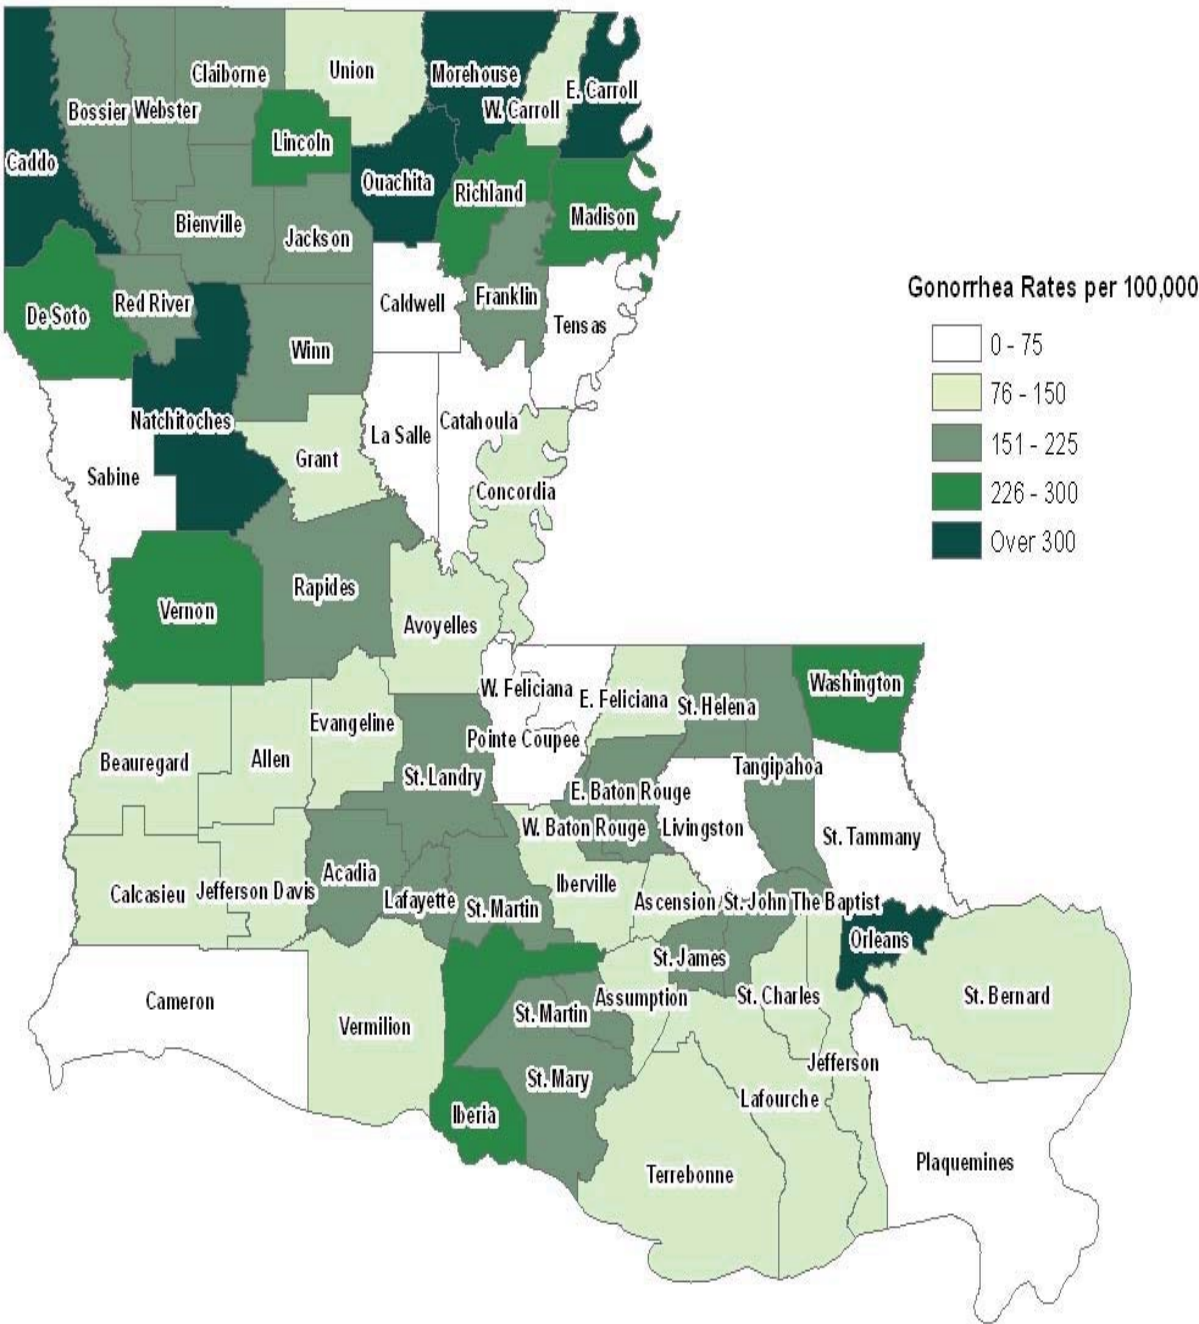 Claiborne
Union
Morehouse
E. Carroll
Bossier
Webster
W. Carroll
Lincoln
Caddo
Ouachita
Richland
Madison
Bienville
Jackson
Red River
Caldwell
Franklin
De Soto
Tensas
Winn
Natchitoches
La Salle
Catahoula
Grant
Sabine
Concordia
Rapides
Vernon
Avoyelles
W. Feliciana
E. Feliciana
St. Helena
Washington
Evangeline
Pointe Coupee
Beauregard
Allen
St. Landry
Tangipahoa
E. Baton Rouge
W. Baton Rouge
Livingston
St. Tammany
Acadia
Calcasieu
Jefferson Davis
Lafayette
St. Martin
Iberville
Ascension
St. John The Baptist
Orleans
St. James
Cameron
Vermilion
St. Martin
Assumption
St. Charles
St. Bernard
St. Mary
Jefferson
Iberia
Lafourche
Terrebonne
Plaquemines
Gonorrhea Rates per 100,000
0 - 75
76 - 150
151 - 225
226 - 300
Over 300